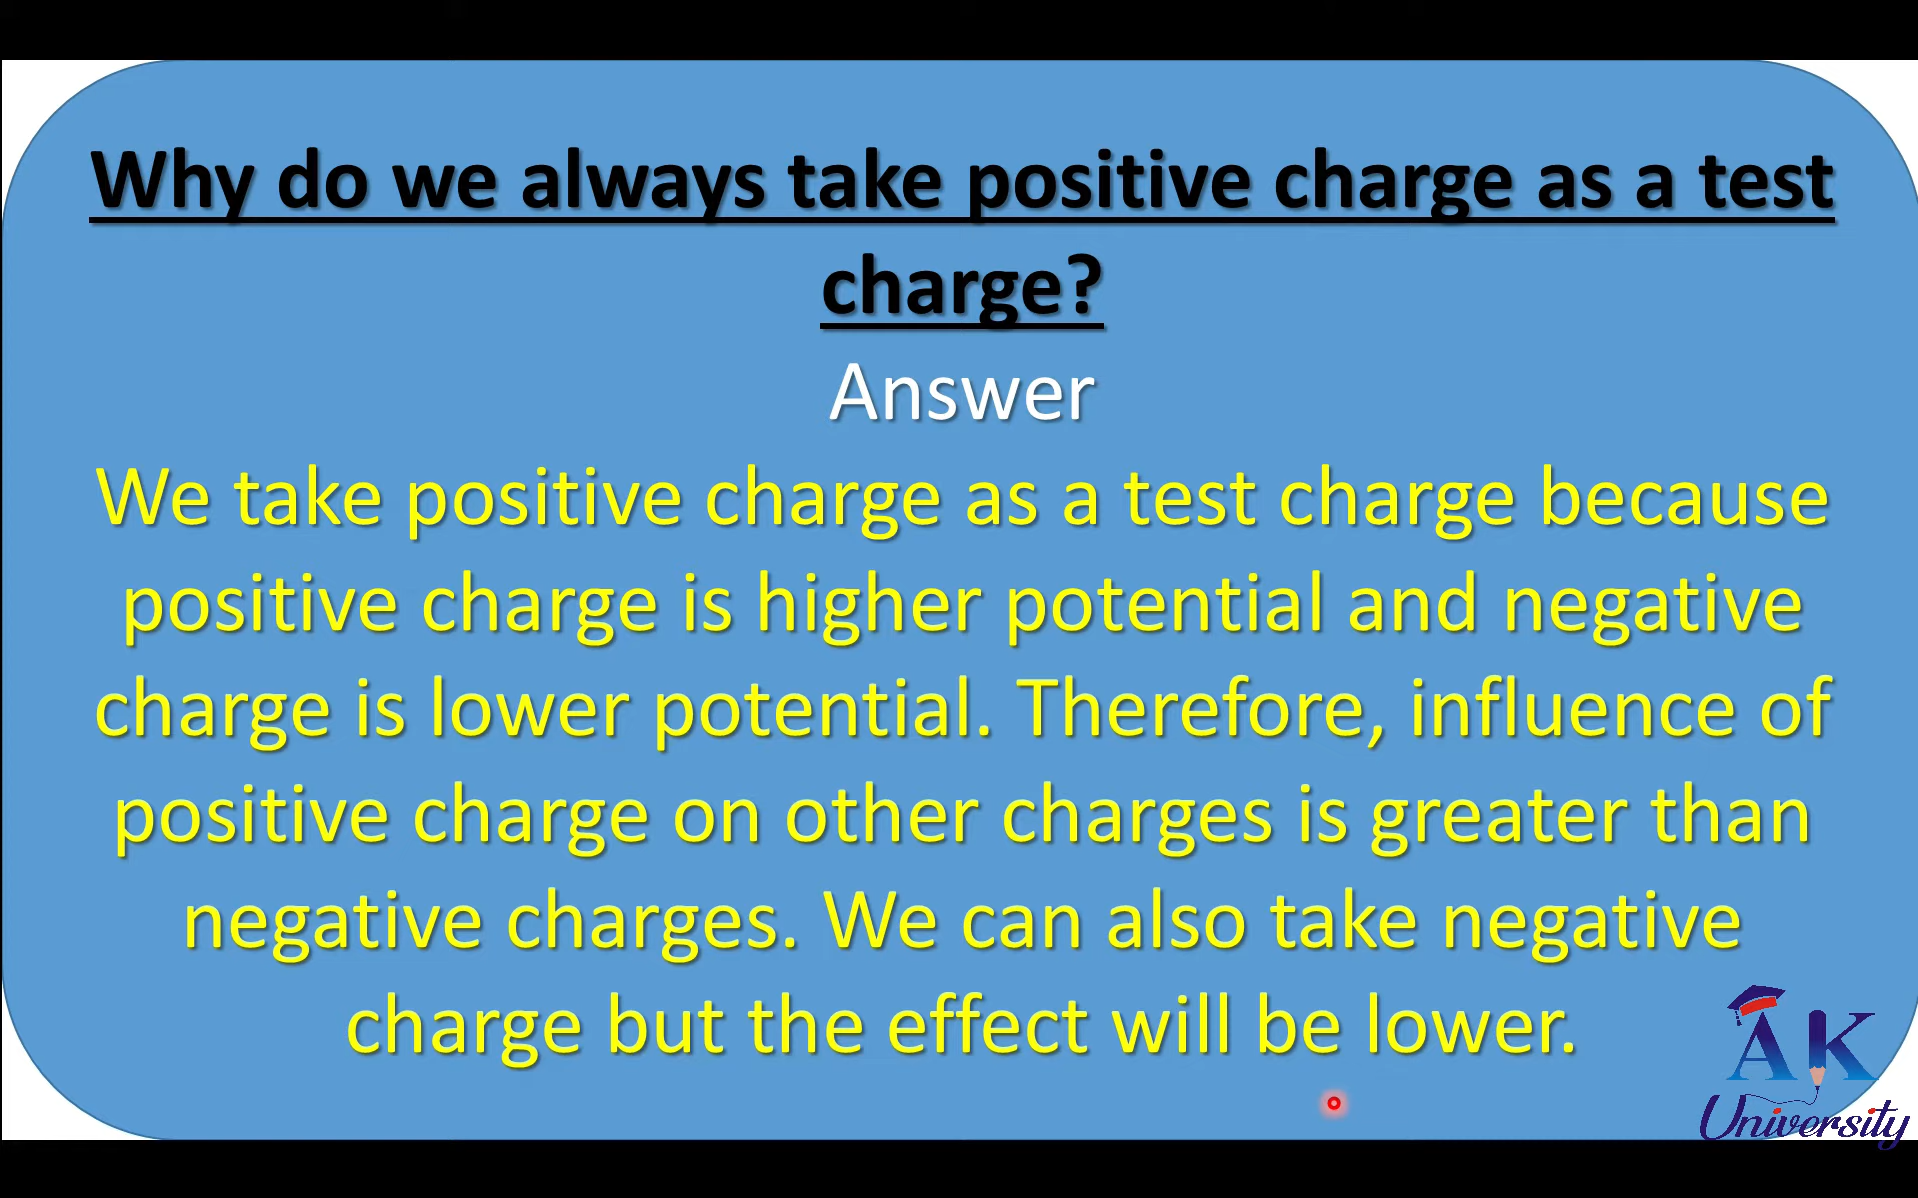 Why do we always take positive charge as a test
charge?
Answer
We take positive charge as a test charge because
positive charge is higher potential and negative
charge is lower potential. Therefore, influence of
positive charge on other charges is greater than
negative charges. We can also take negative
charge but the effect will be lower.
AK
University